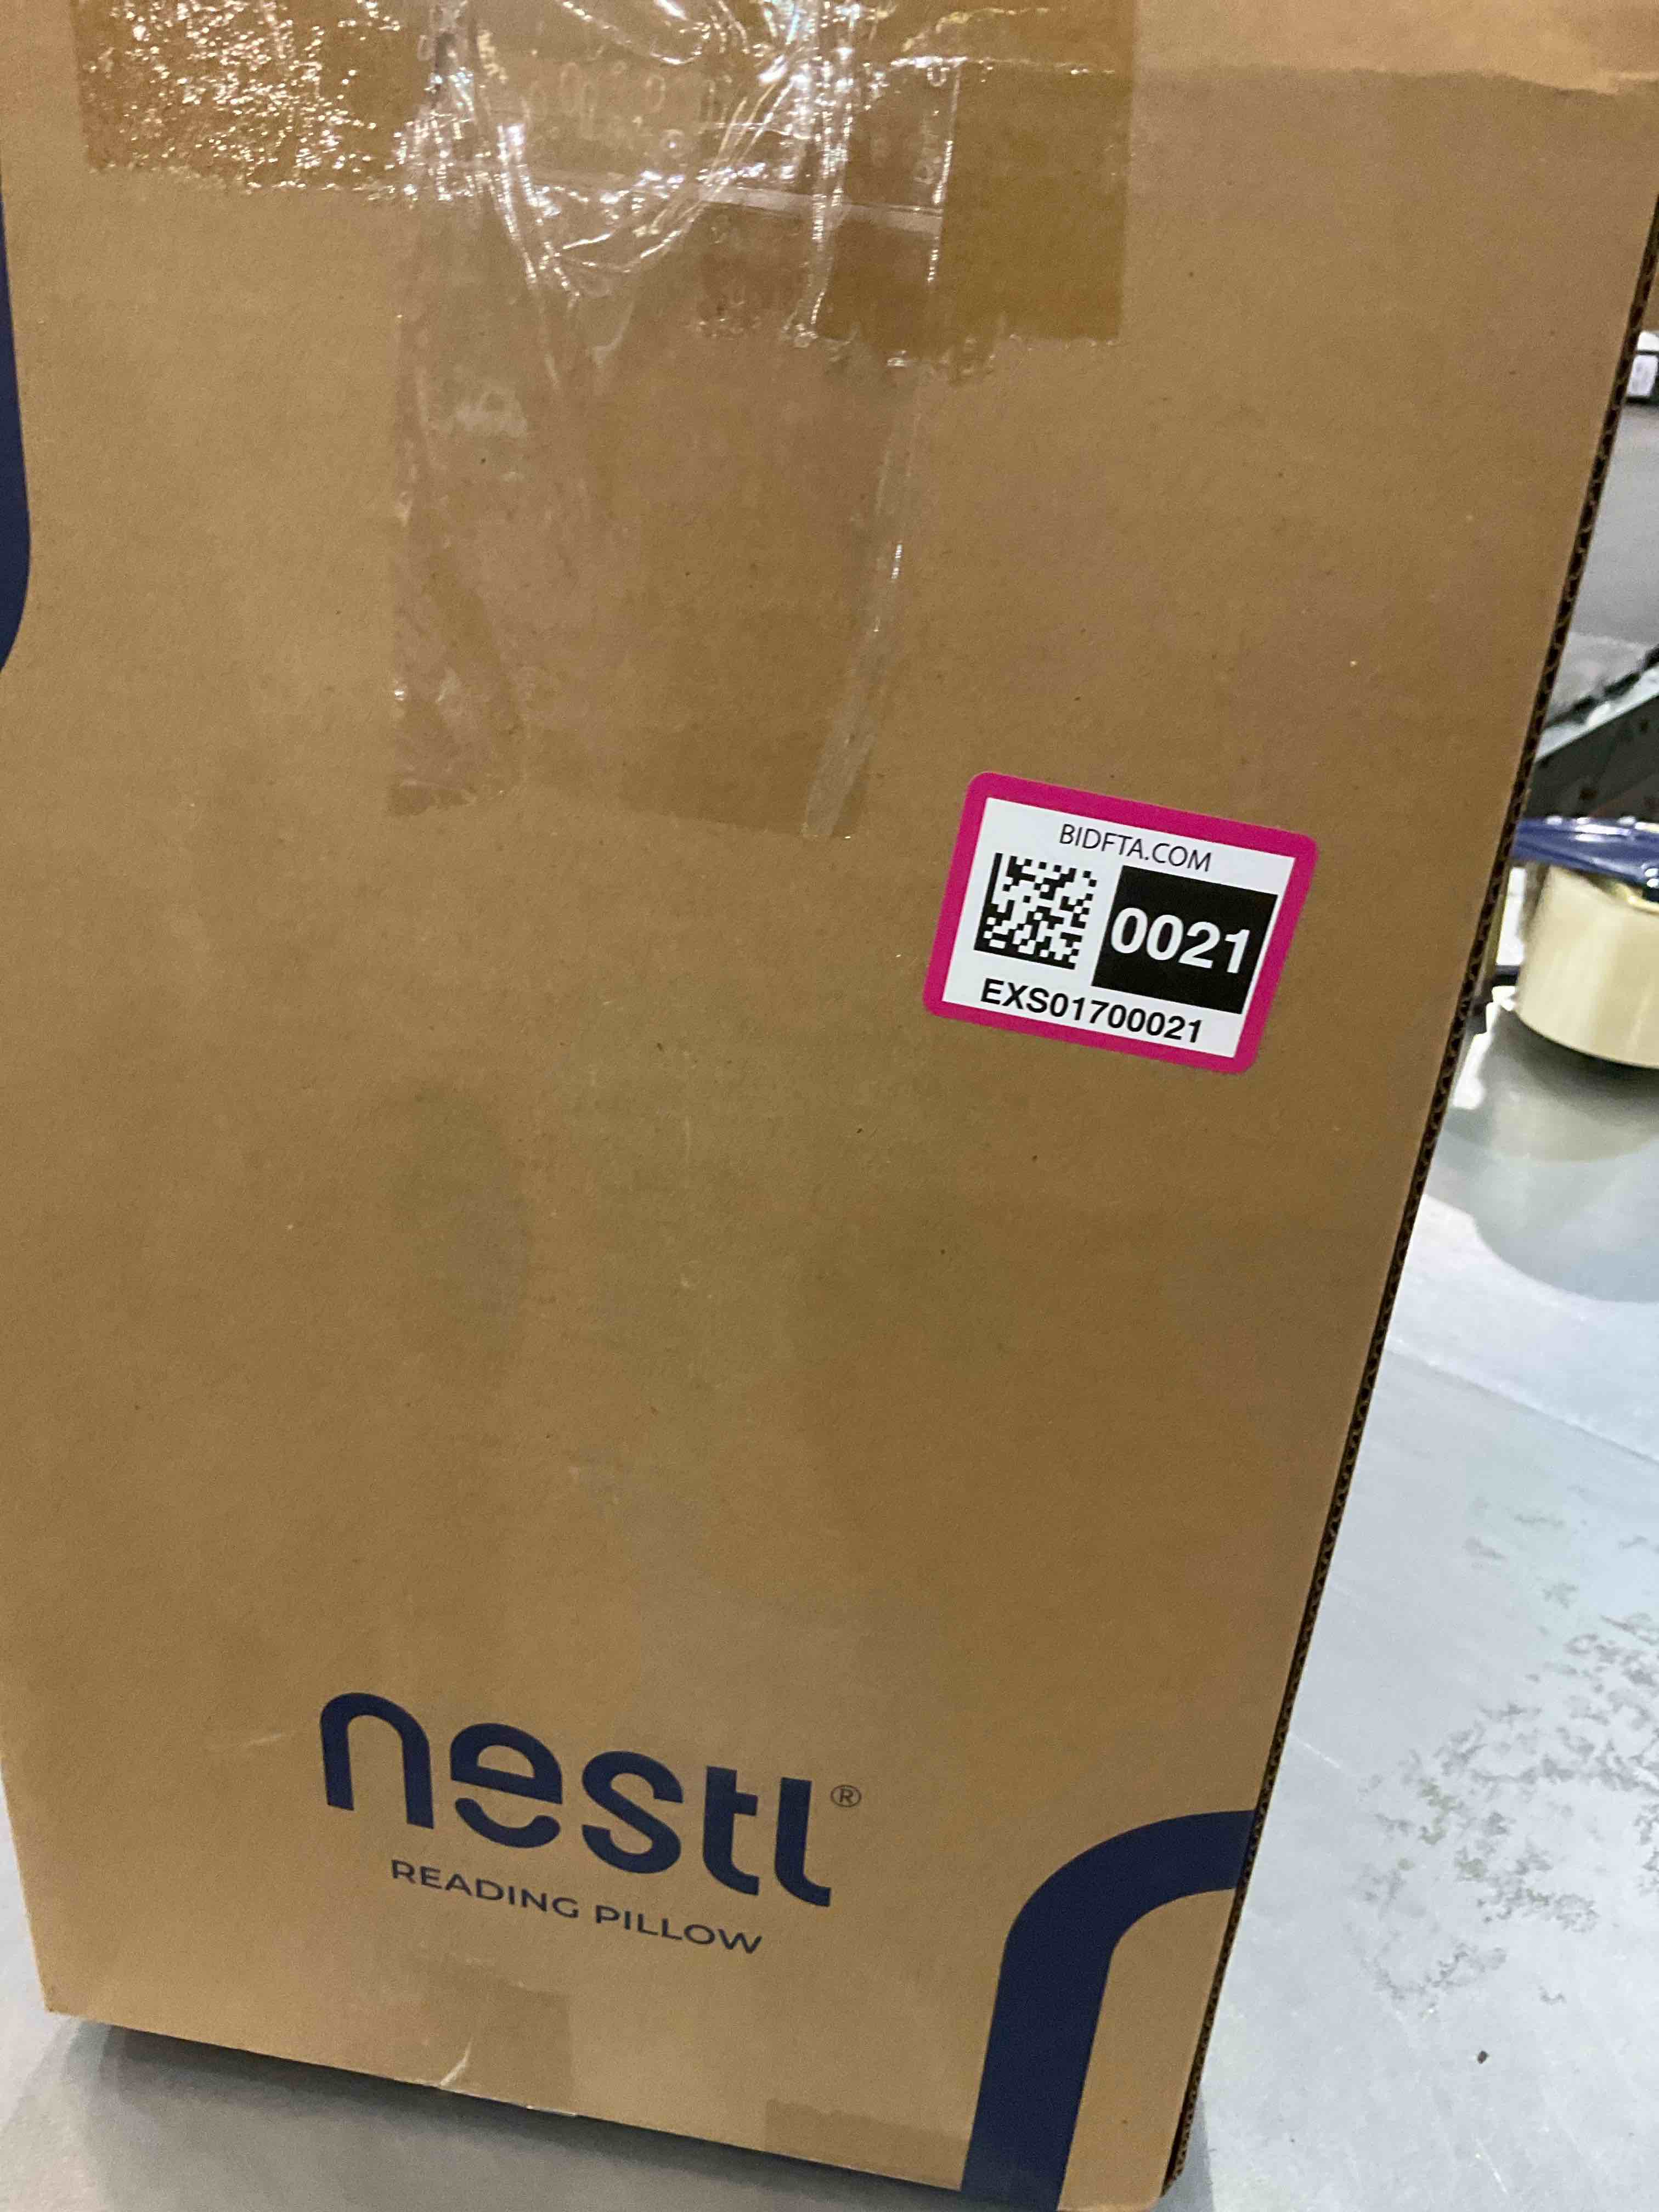 BIDFTA.COM
0021
EXS01700021
nestl®
READING PILLOW